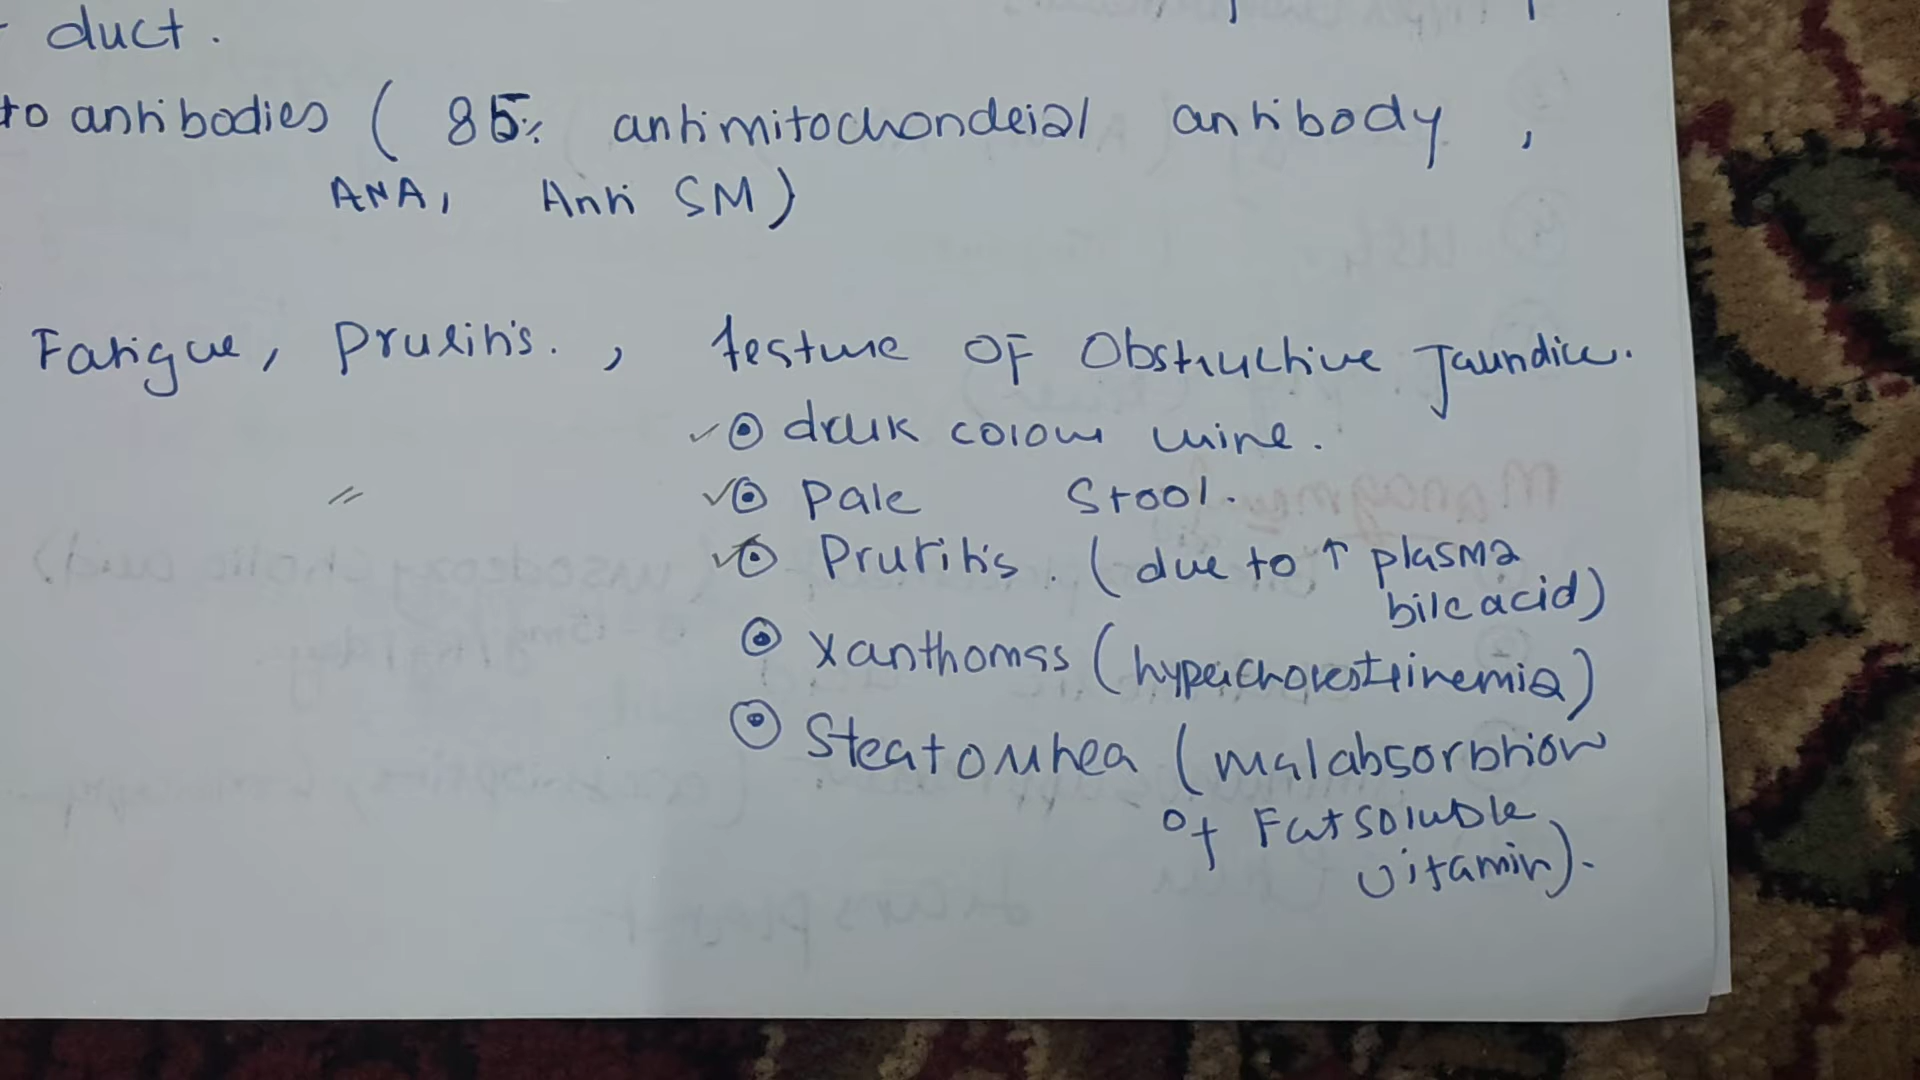 duct.
to antibodies ( 85% antimitochondrial antibody,
ANA, Anti SM)
Fatigue, Pruritis., feature OF Obstructive Jaundice.
dark colour urine.
Pale Stool.
Pruritis. (due to ↑ plasma
bile acid)
Xanthomas (hypercholesterinemia)
Steatorrhea (malabsorbtion
of Fat soluble
vitamin).